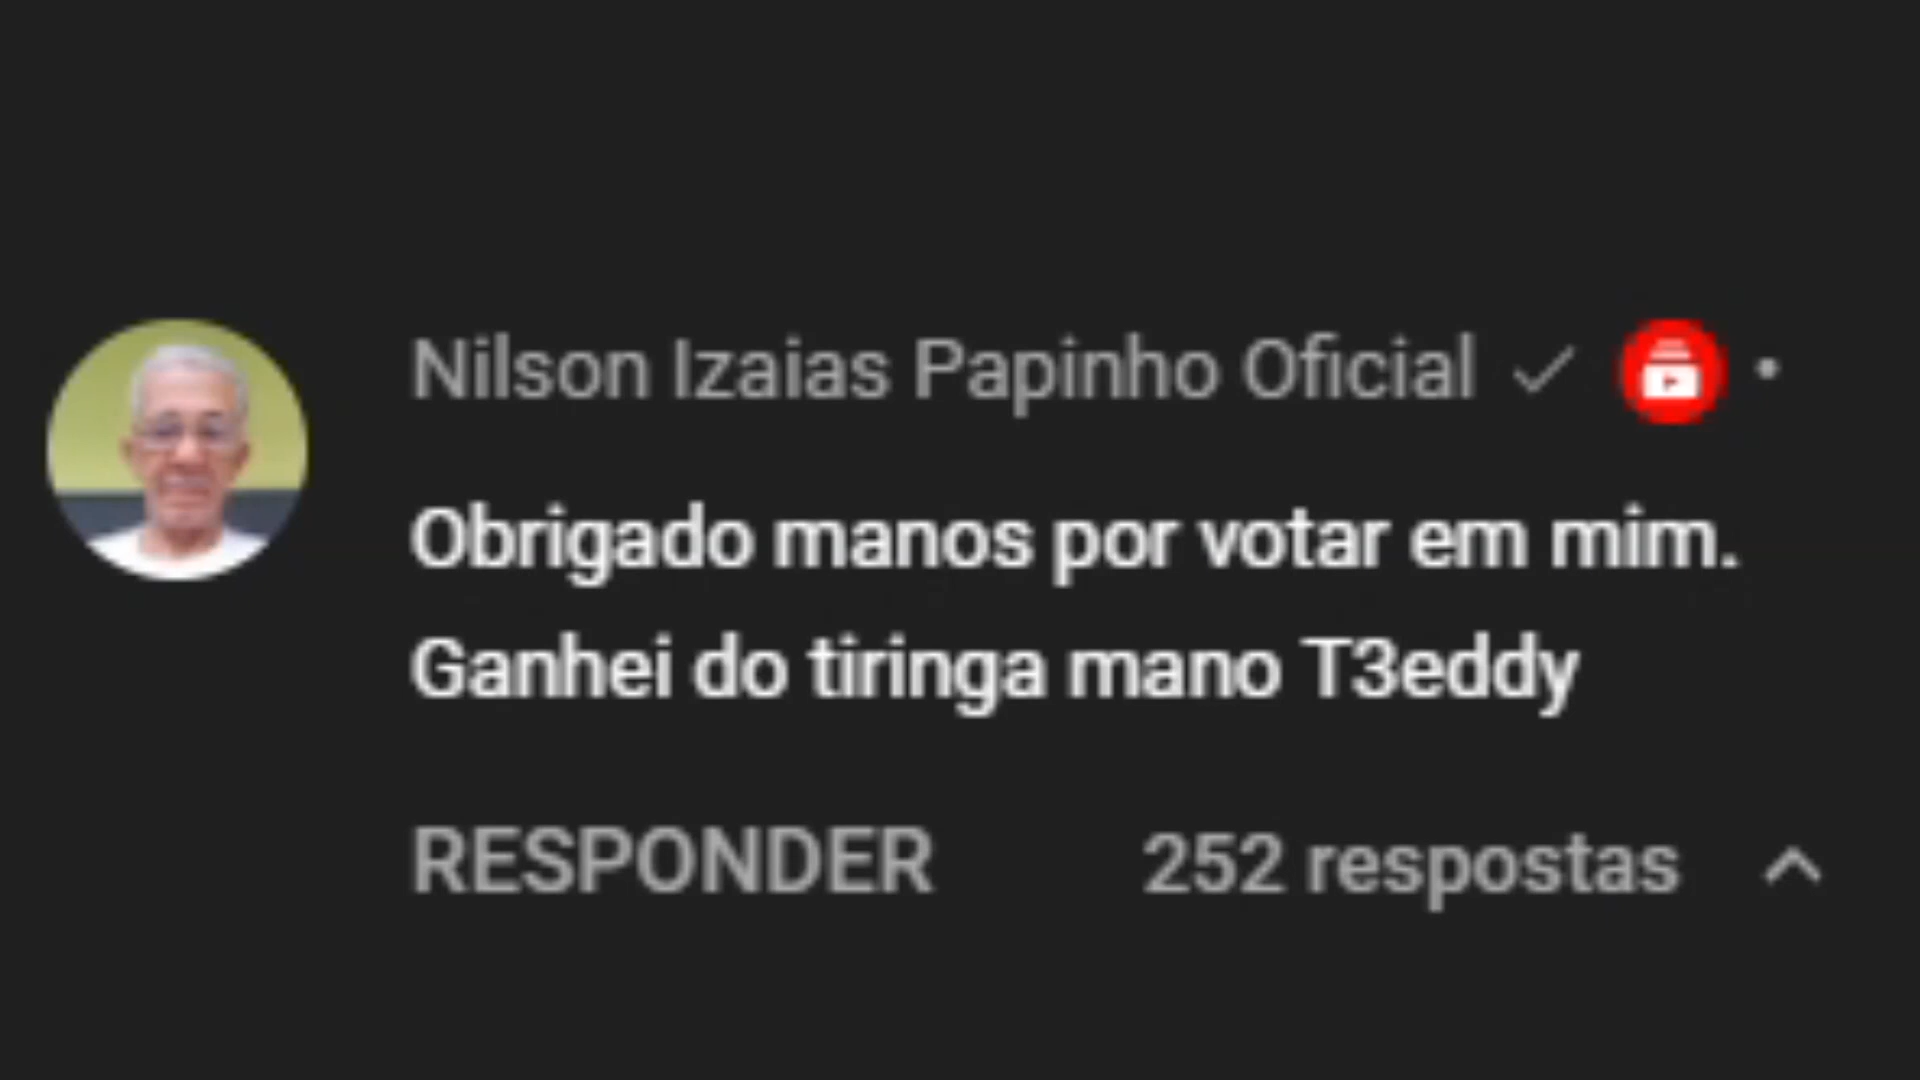 Nilson Izaias Papinho Oficial
Obrigado manos por votar em mim.
Ganhei do tiringa mano T3eddy
RESPONDER 252 respostas